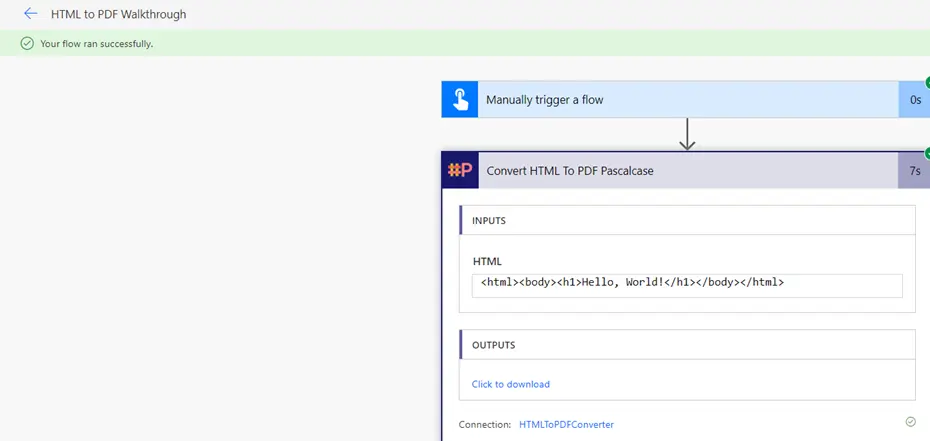 HTML to PDF Walkthrough
Your flow ran successfully.
Manually trigger a flow
0s
#P
Convert HTML To PDF Pascalcase
7s
INPUTS
HTML
<html><body><h1>Hello, World!</h1></body></html>
OUTPUTS
Click to download
Connection: HTMLToPDFConverter